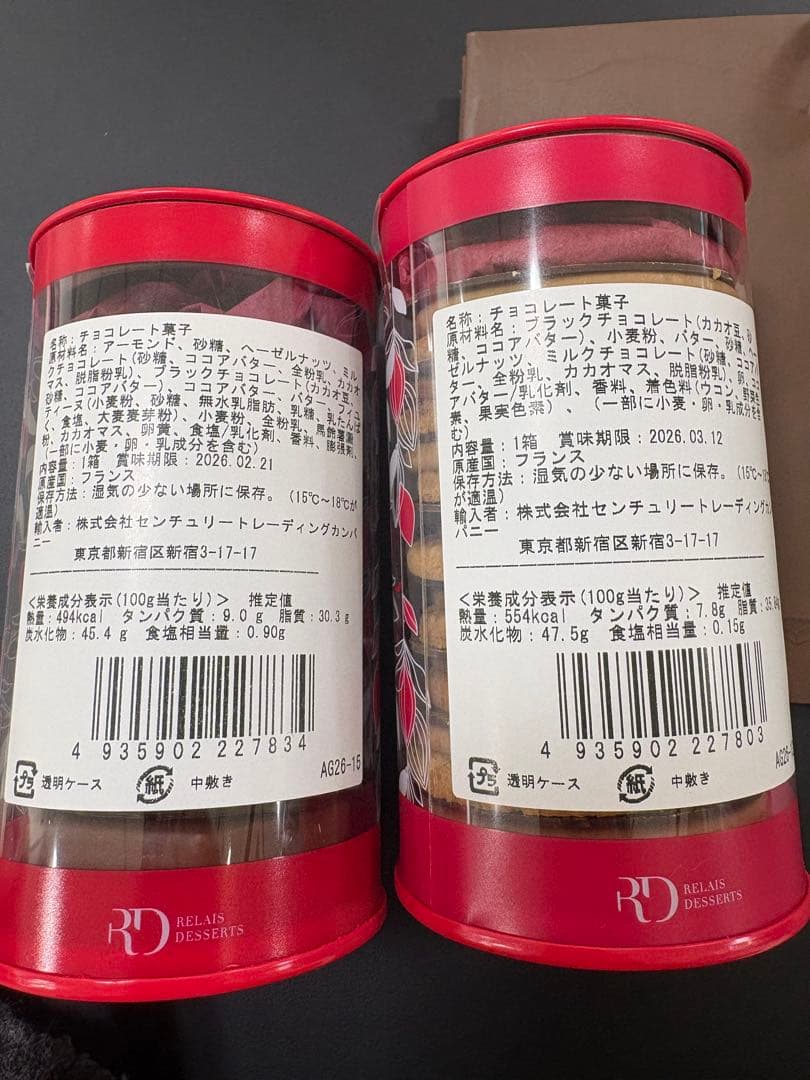 名称：チョコレート菓子
原材料名：アーモンド、砂糖、ヘーゼルナッツ、ミル
クチョコレート(砂糖、ココアバター、全粉乳、カカオ
マス、脱脂粉乳)、ブラックチョコレート(カカオ豆、
砂糖、ココアバター)、ココアバター、バター、フィユ
ティーヌ(小麦粉、砂糖、無水乳脂肪、乳糖、乳たんぱ
く、食塩、大麦麦芽粉)、小麦粉、全粉乳、馬鈴薯澱
粉、カカオマス、卵黄、食塩/乳化剤、香料、膨張剤、
(一部に小麦・卵・乳成分を含む)
内容量：1箱 賞味期限：2026.02.21
原産国：フランス
保存方法：湿気の少ない場所に保存。(15℃～18℃が
適温)
輸入者：株式会社センチュリートレーディングカンパ
ニー
東京都新宿区新宿3-17-17
<栄養成分表示(100g当たり)> 推定値
熱量：494kcal タンパク質：9.0 g 脂質：30.3 g
炭水化物：45.4 g 食塩相当量：0.90g
4 935902 227834
プラ 透明ケース 紙 中敷き
AG26-15
RD RELAIS
DESSERTS
名称：チョコレート菓子
原材料名：ブラックチョコレート(カカオ豆、砂
糖、ココアバター)、小麦粉、バター、砂糖、ヘー
ゼルナッツ、ミルクチョコレート(砂糖、ココアバ
ター、全粉乳、カカオマス、脱脂粉乳)、卵、ココ
アバター/乳化剤、香料、着色料(ウコン、野菜色
素、果実色素)、(一部に小麦・卵・乳成分を含
む)
内容量：1箱 賞味期限：2026.03.12
原産国：フランス
保存方法：湿気の少ない場所に保存。(15℃～18℃
が適温)
輸入者：株式会社センチュリートレーディングカン
パニー
東京都新宿区新宿3-17-17
<栄養成分表示(100g当たり)> 推定値
熱量：554kcal タンパク質：7.8g 脂質：
炭水化物：47.5g 食塩相当量：0.15g
4 935902 227803
プラ 透明ケース 紙 中敷き
RD RELAIS
DESSERTS